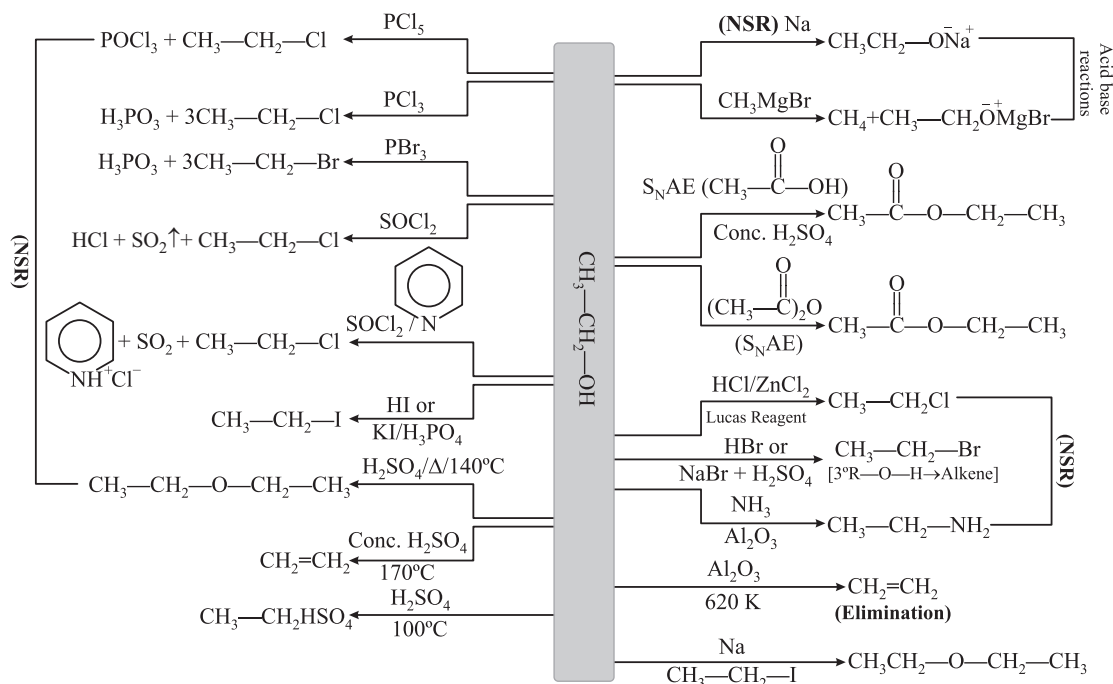 PCl₅
POCl₃ + CH₃—CH₂—Cl
PCl₃
H₃PO₃ + 3CH₃—CH₂—Cl
PBr₃
H₃PO₃ + 3CH₃—CH₂—Br
SOCl₂
HCl + SO₂↑ + CH₃—CH₂—Cl
(NSR)
SOCl₂ / N
+ SO₂ + CH₃—CH₂—Cl
NH⁺Cl⁻
HI or
CH₃—CH₂—I
KI/H₃PO₄
H₂SO₄/Δ/140ºC
CH₃—CH₂—O—CH₂—CH₃
Conc. H₂SO₄
CH₂=CH₂
170ºC
H₂SO₄
CH₃—CH₂HSO₄
100ºC
CH₃—CH₂—OH
(NSR) Na
CH₃CH₂—ŌNa⁺
CH₃MgBr
CH₄+CH₃—CH₂O⁻⁺MgBr
Acid base
reactions
O
S_NAE (CH₃—C—OH)
Conc. H₂SO₄
O
CH₃—C—O—CH₂—CH₃
O
(CH₃—C)₂O
(S_NAE)
O
CH₃—C—O—CH₂—CH₃
HCl/ZnCl₂
Lucas Reagent
CH₃—CH₂Cl
HBr or
NaBr + H₂SO₄
CH₃—CH₂—Br
[3ºR—O—H→Alkene]
NH₃
Al₂O₃
CH₃—CH₂—NH₂
(NSR)
Al₂O₃
620 K
CH₂=CH₂
(Elimination)
Na
CH₃—CH₂—I
CH₃CH₂—O—CH₂—CH₃